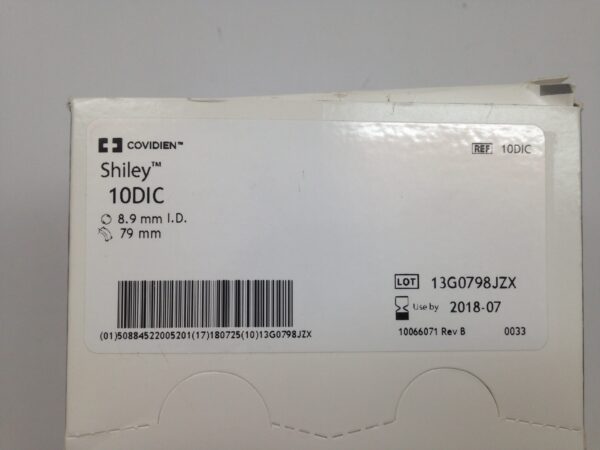 COVIDIEN™
REF 10DIC
Shiley™
10DIC
8.9 mm I.D.
79 mm
LOT 13G0798JZX
Use by 2018-07
(01)50884522005201(17)180725(10)13G0798JZX
10066071 Rev B 0033